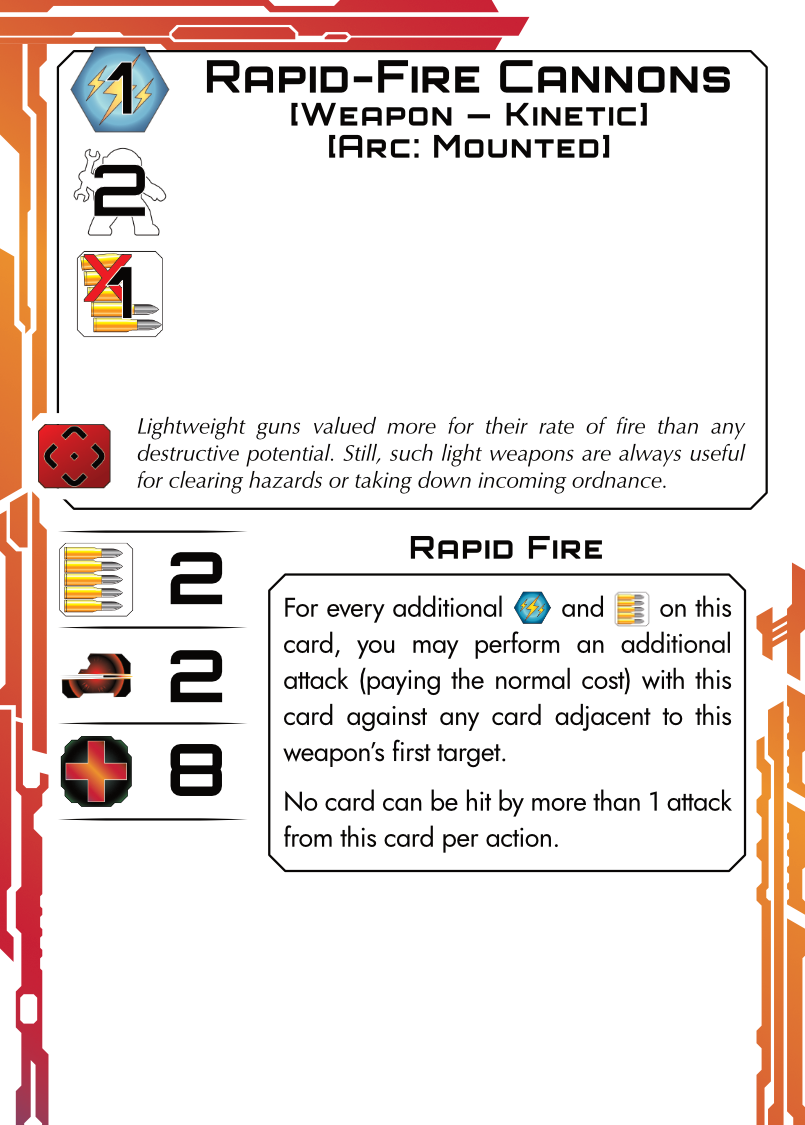 1
Rapid-Fire Cannons
[Weapon – Kinetic]
[Arc: Mounted]
2
1
Lightweight guns valued more for their rate of fire than any
destructive potential. Still, such light weapons are always useful
for clearing hazards or taking down incoming ordnance.
2
2
8
Rapid Fire
For every additional and on this
card, you may perform an additional
attack (paying the normal cost) with this
card against any card adjacent to this
weapon's first target.
No card can be hit by more than 1 attack
from this card per action.